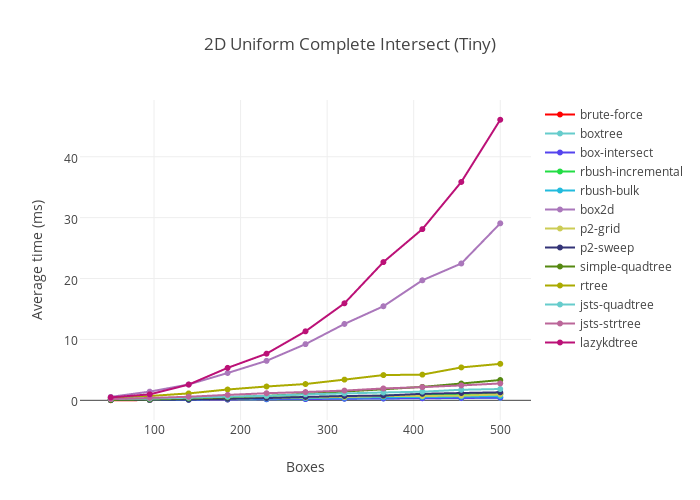 2D Uniform Complete Intersect (Tiny)
Average time (ms)
40
30
20
10
0
100
200
300
400
500
Boxes
brute-force
boxtree
box-intersect
rbush-incremental
rbush-bulk
box2d
p2-grid
p2-sweep
simple-quadtree
rtree
jsts-quadtree
jsts-strtree
lazykdtree